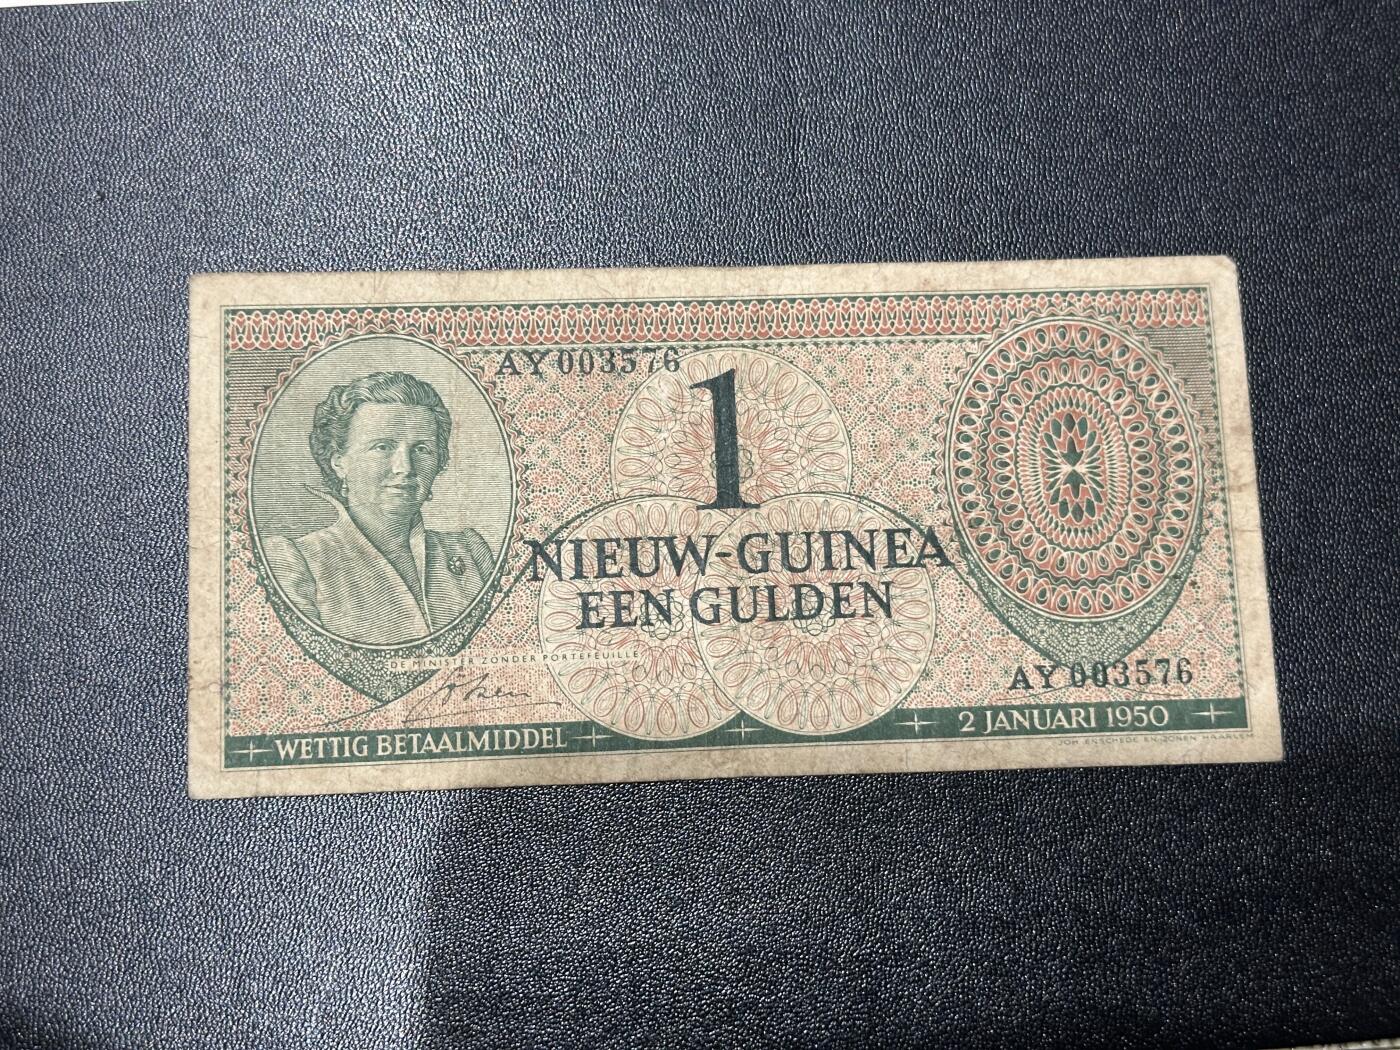 AY 003576
1
NIEUW-GUINEA
EEN GULDEN
DE MINISTER ZONDER PORTEFEUILLE
AY 003576
WETTIG BETAALMIDDEL
2 JANUARI 1950
JOH. ENSCHEDÉ EN ZONEN HAARLEM